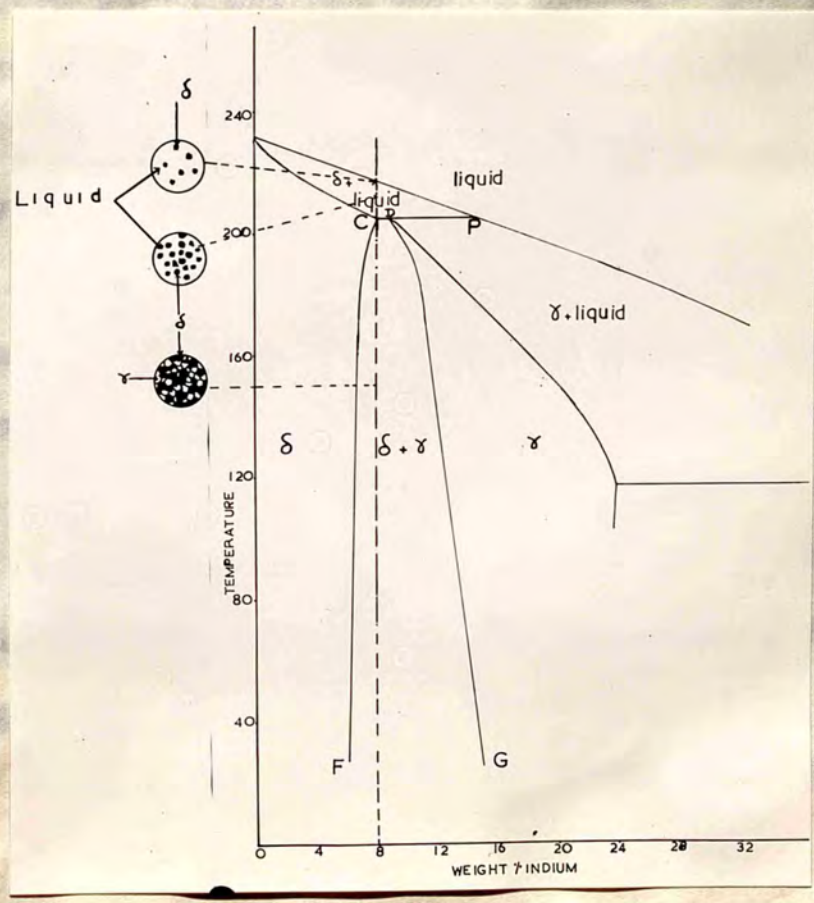 δ
240
Liquid
δ+
liquid
liquid
C
D
P
200
δ
γ+liquid
160
γ
δ
δ + γ
γ
120
TEMPERATURE
80
40
F
G
0
4
8
12
16
20
24
28
32
WEIGHT % INDIUM